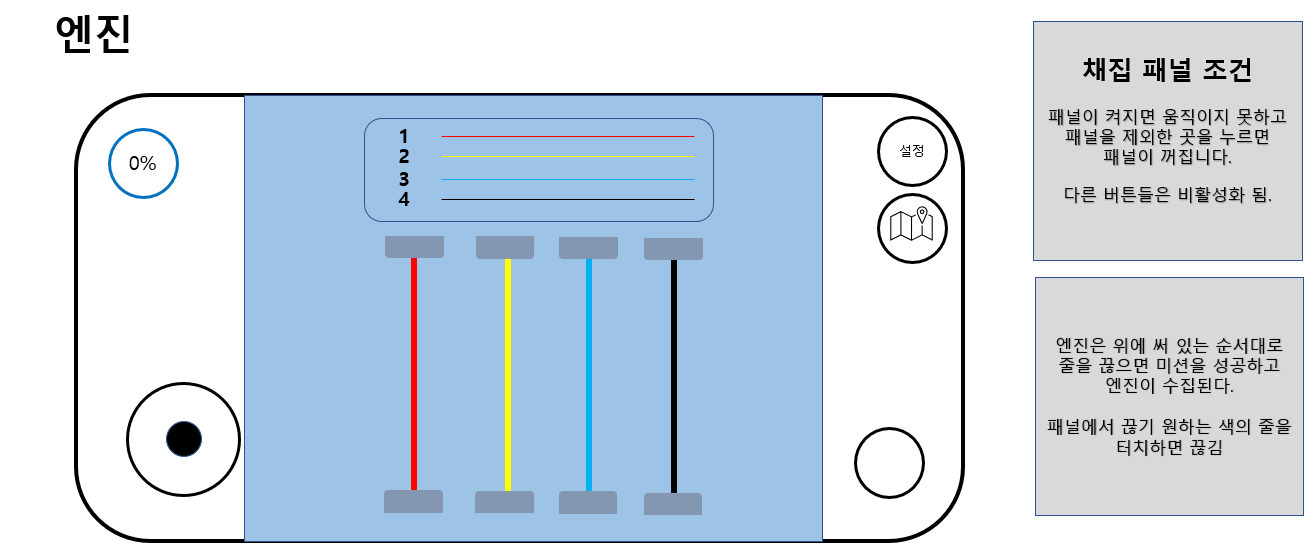 엔진
0%
1
2
3
4
설정
채집 패널 조건
패널이 켜지면 움직이지 못하고
패널을 제외한 곳을 누르면
패널이 꺼집니다.
다른 버튼들은 비활성화 됨.
엔진은 위에 써 있는 순서대로
줄을 끊으면 미션을 성공하고
엔진이 수집된다.
패널에서 끊기 원하는 색의 줄을
터치하면 끊김